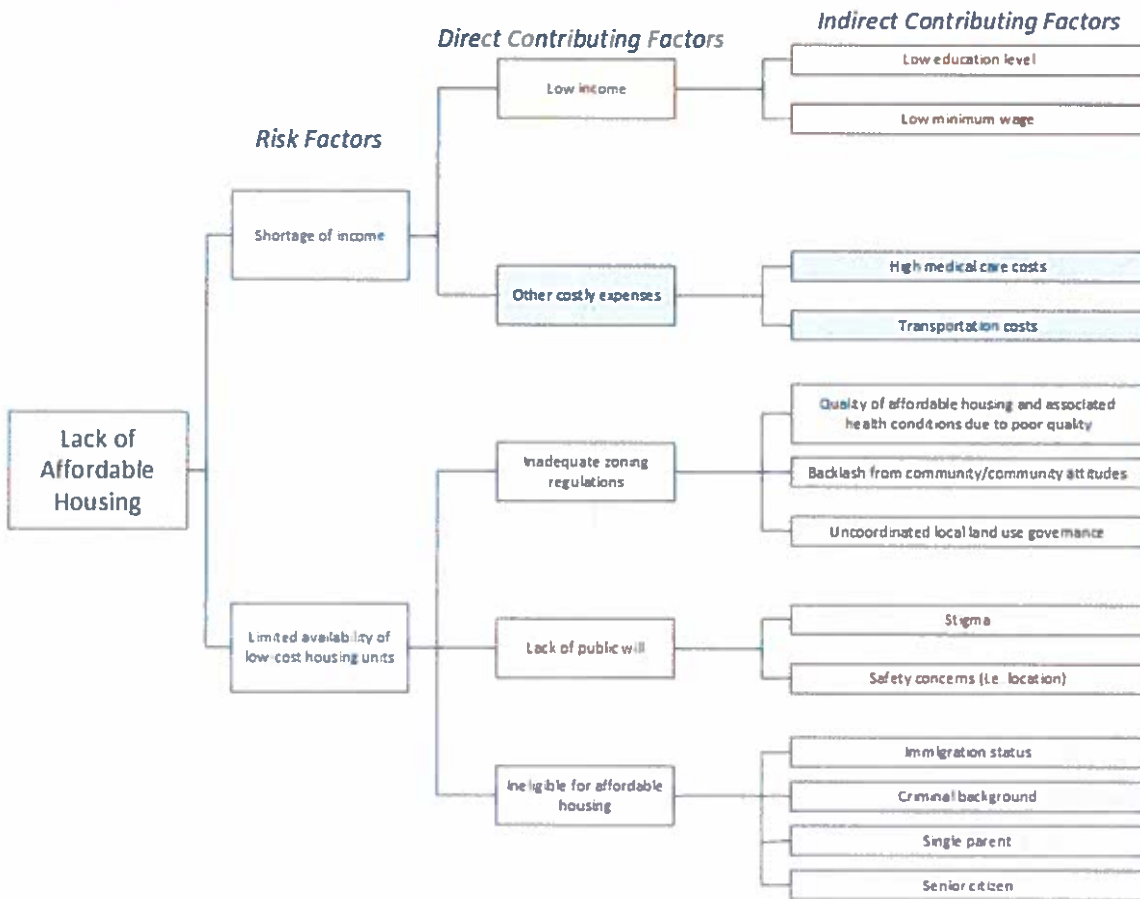 Indirect Contributing Factors
Direct Contributing Factors
Risk Factors
Lack of
Affordable
Housing
Shortage of income
Low income
Low education level
Low minimum wage
Other costly expenses
High medical care costs
Transportation costs
Limited availability of
low-cost housing units
Inadequate zoning
regulations
Quality of affordable housing and associated
health conditions due to poor quality
Backlash from community/community attitudes
Uncoordinated local land use governance
Lack of public will
Stigma
Safety concerns (i.e. location)
Ineligible for affordable
housing
Immigration status
Criminal background
Single parent
Senior citizen